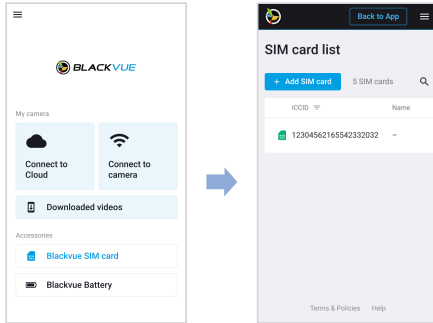 BLACKVUE
My camera
Connect to
Cloud
Connect to
camera
Downloaded videos
Accessories
Blackvue SIM card
Blackvue Battery
Back to App
SIM card list
+ Add SIM card
5 SIM cards
ICCID
Name
12304562165542332032
-
Terms & Policies
Help